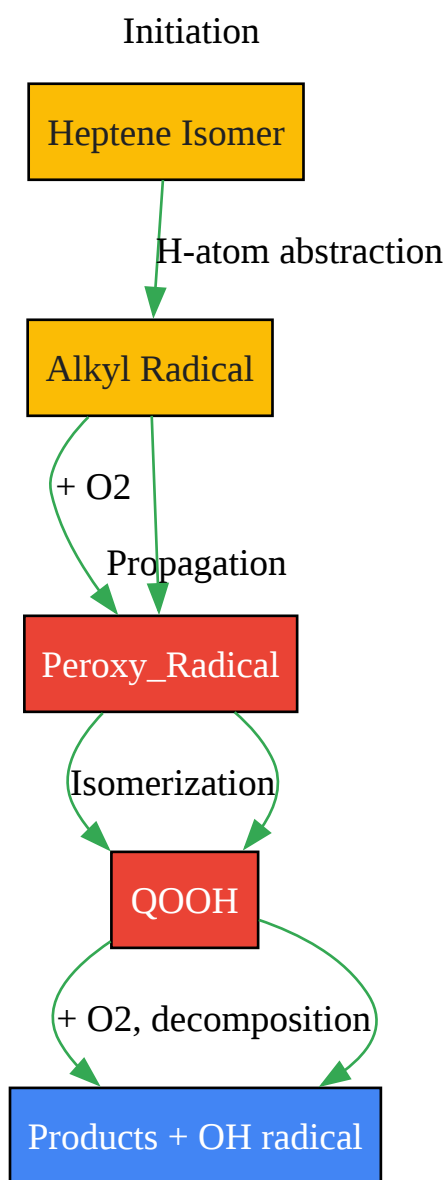 Initiation
Heptene Isomer
H-atom abstraction
Alkyl Radical
+ O2
Propagation
Peroxy_Radical
Isomerization
QOOH
+ O2, decomposition
Products + OH radical